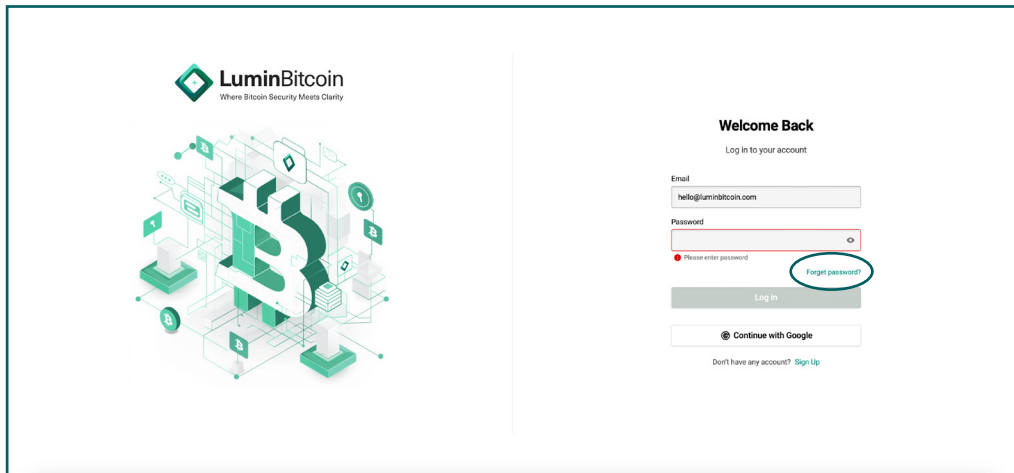 LuminBitcoin
Where Bitcoin Security Meets Clarity
Welcome Back
Log in to your account
Email
hello@luminbitcoin.com
Password
Please enter password
Forget password?
Log In
Continue with Google
Don't have any account? Sign Up